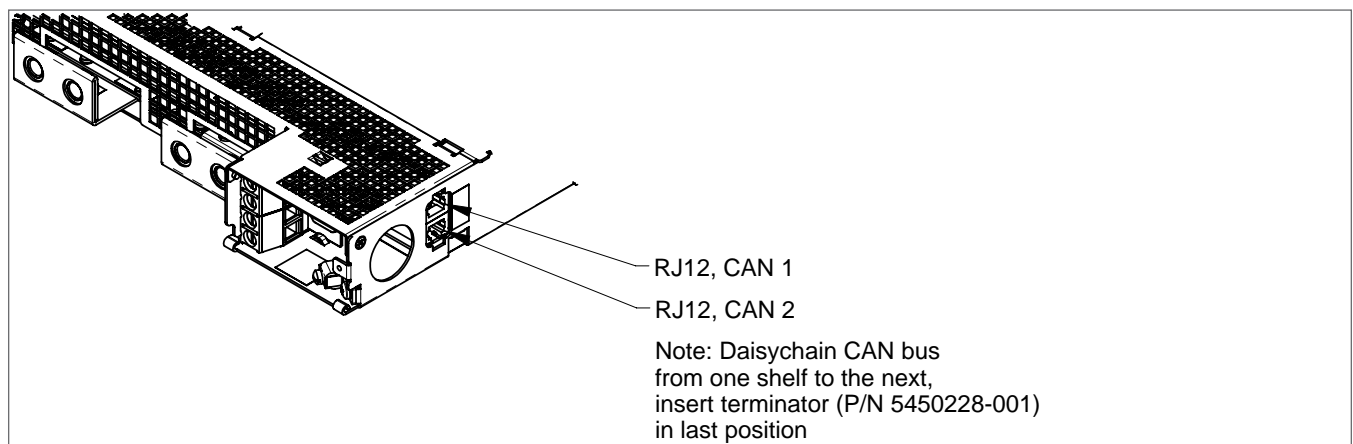 RJ12, CAN 1
RJ12, CAN 2
Note: Daisychain CAN bus
from one shelf to the next,
insert terminator (P/N 5450228-001)
in last position